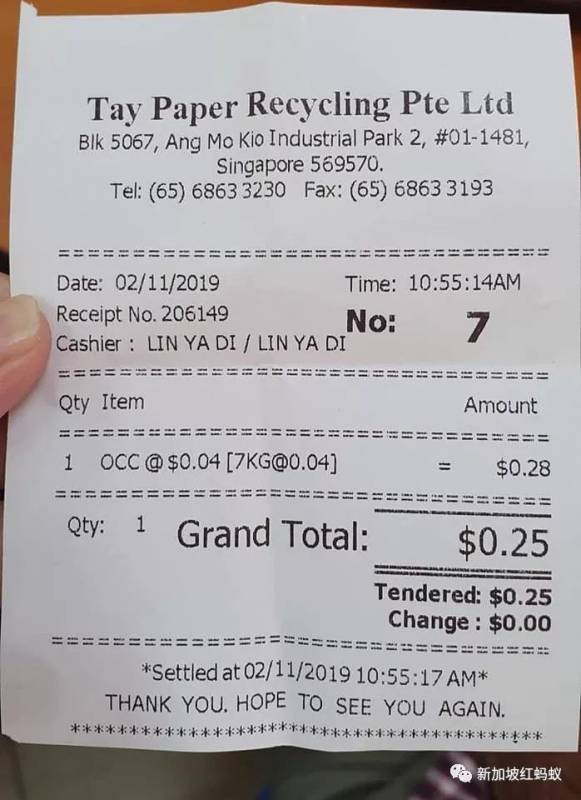 Tay Paper Recycling Pte Ltd
Blk 5067, Ang Mo Kio Industrial Park 2, #01-1481,
Singapore 569570.
Tel: (65) 6863 3230 Fax: (65) 6863 3193
================================
Date: 02/11/2019 Time: 10:55:14AM
Receipt No. 206149
No: 7
Cashier : LIN YA DI / LIN YA DI
================================
Qty Item Amount
================================
1 OCC @ $0.04 [7KG@0.04] = $0.28
================================
Qty: 1 Grand Total: $0.25
Tendered: $0.25
Change : $0.00
================================
*Settled at 02/11/2019 10:55:17 AM*
THANK YOU. HOPE TO SEE YOU AGAIN.
****************************************
新加坡红蚂蚁